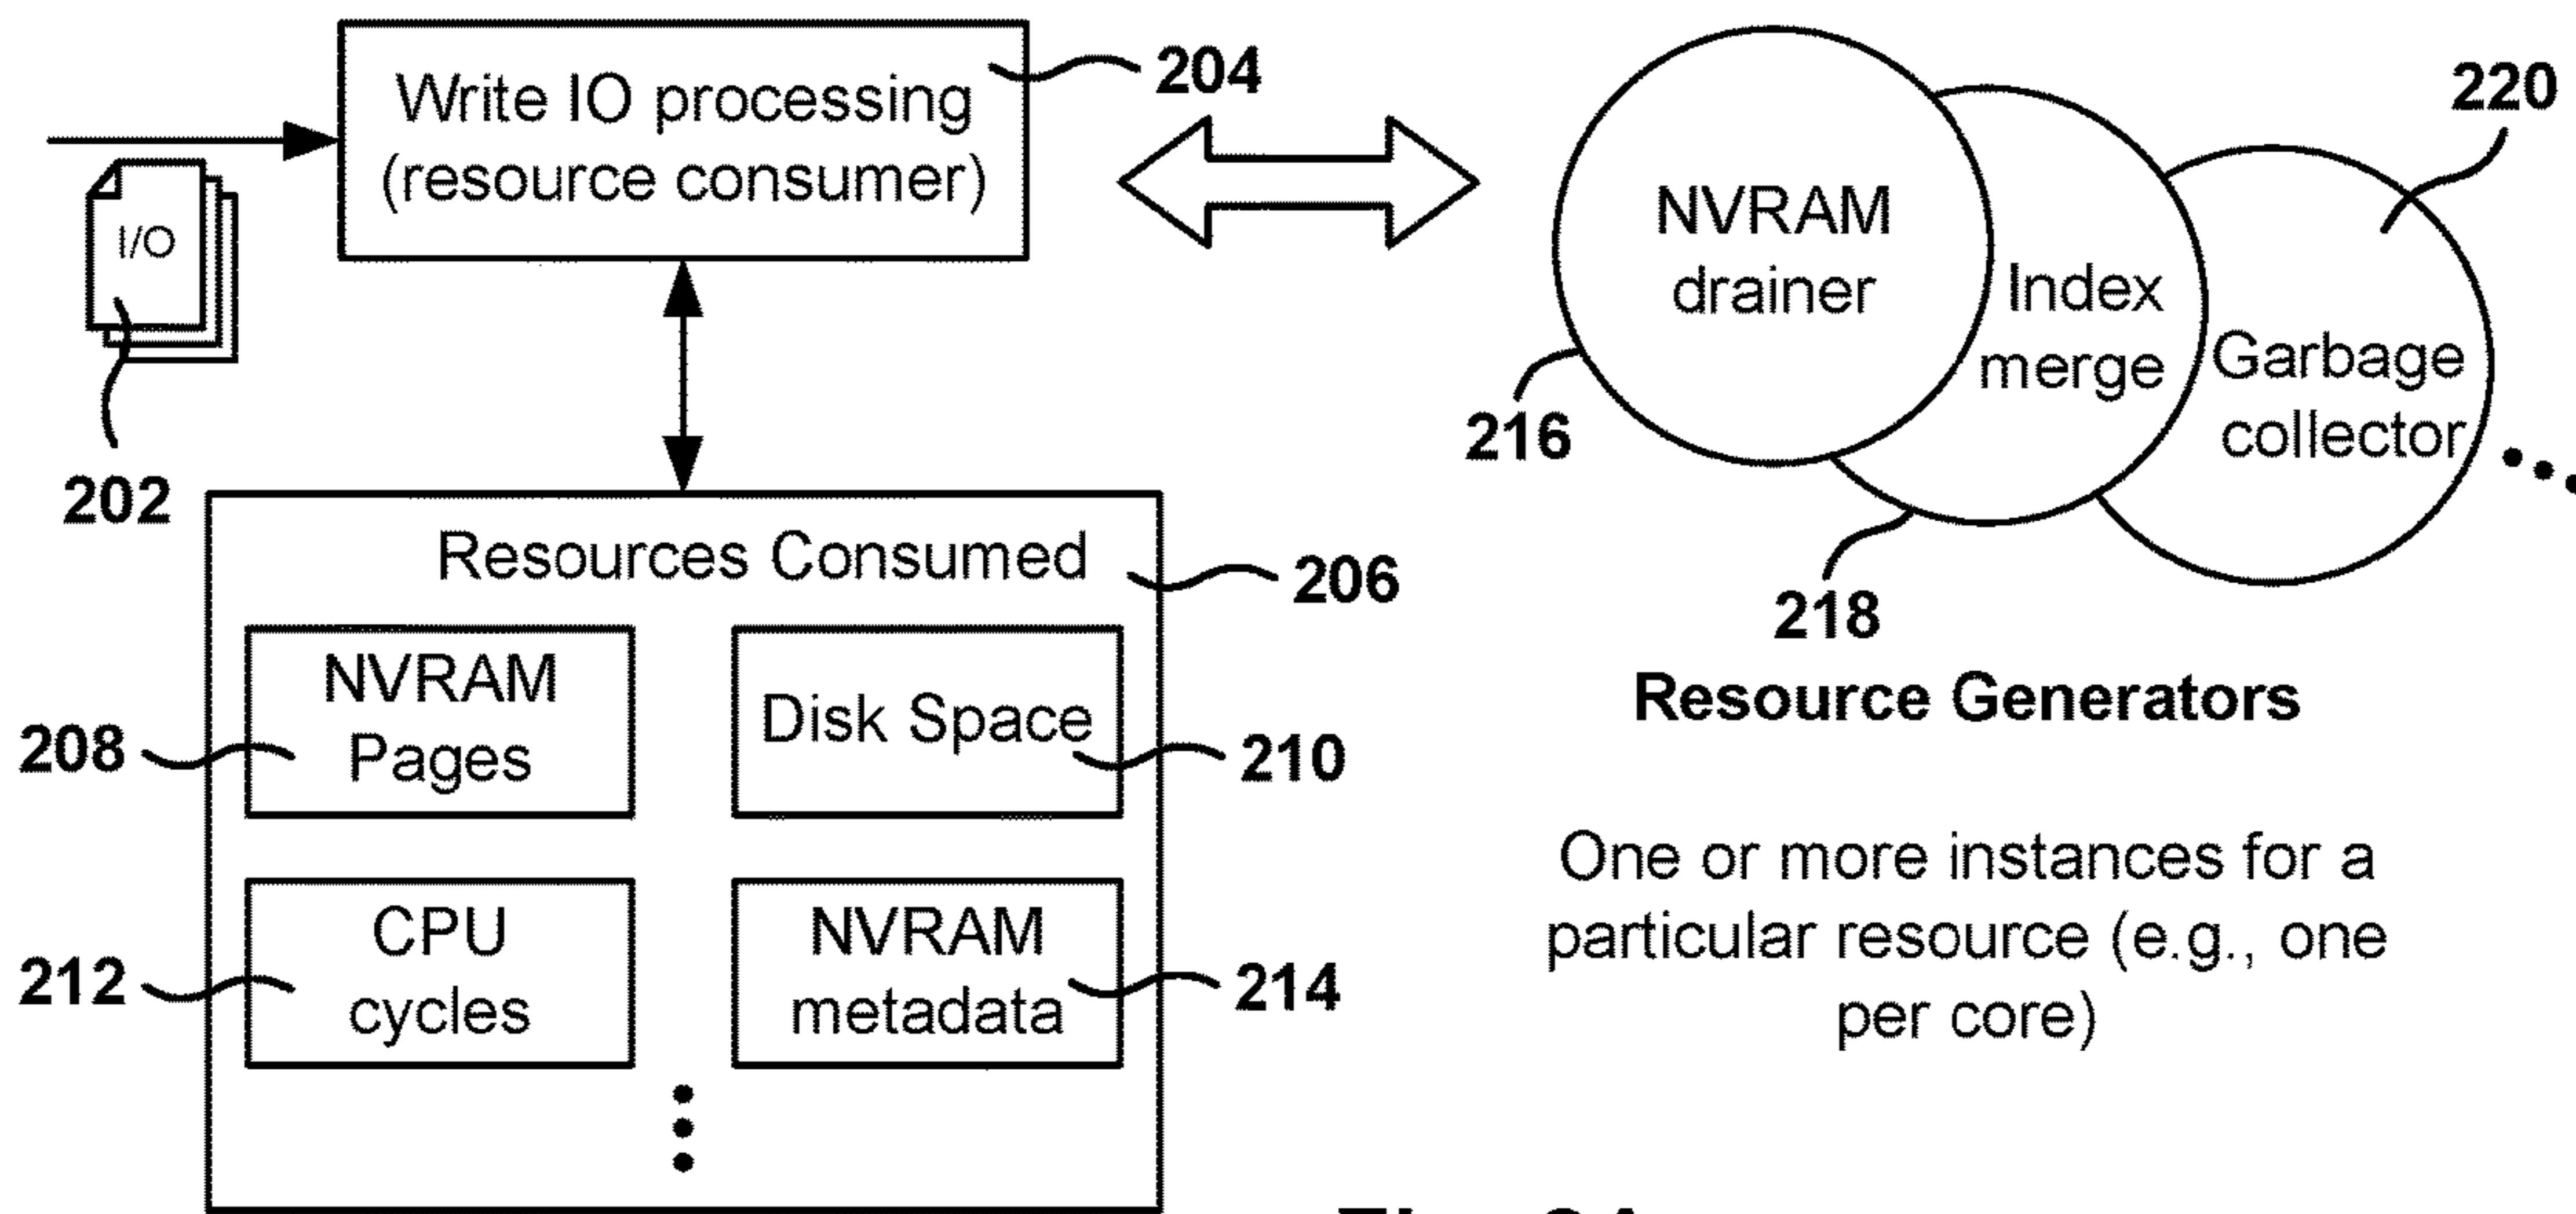 Write IO processing
(resource consumer)
204
I/O
202
NVRAM
drainer
216
Index
merge
218
Garbage
collector
220
Resource Generators
One or more instances for a
particular resource (e.g., one
per core)
Resources Consumed
206
NVRAM
Pages
208
Disk Space
210
CPU
cycles
212
NVRAM
metadata
214